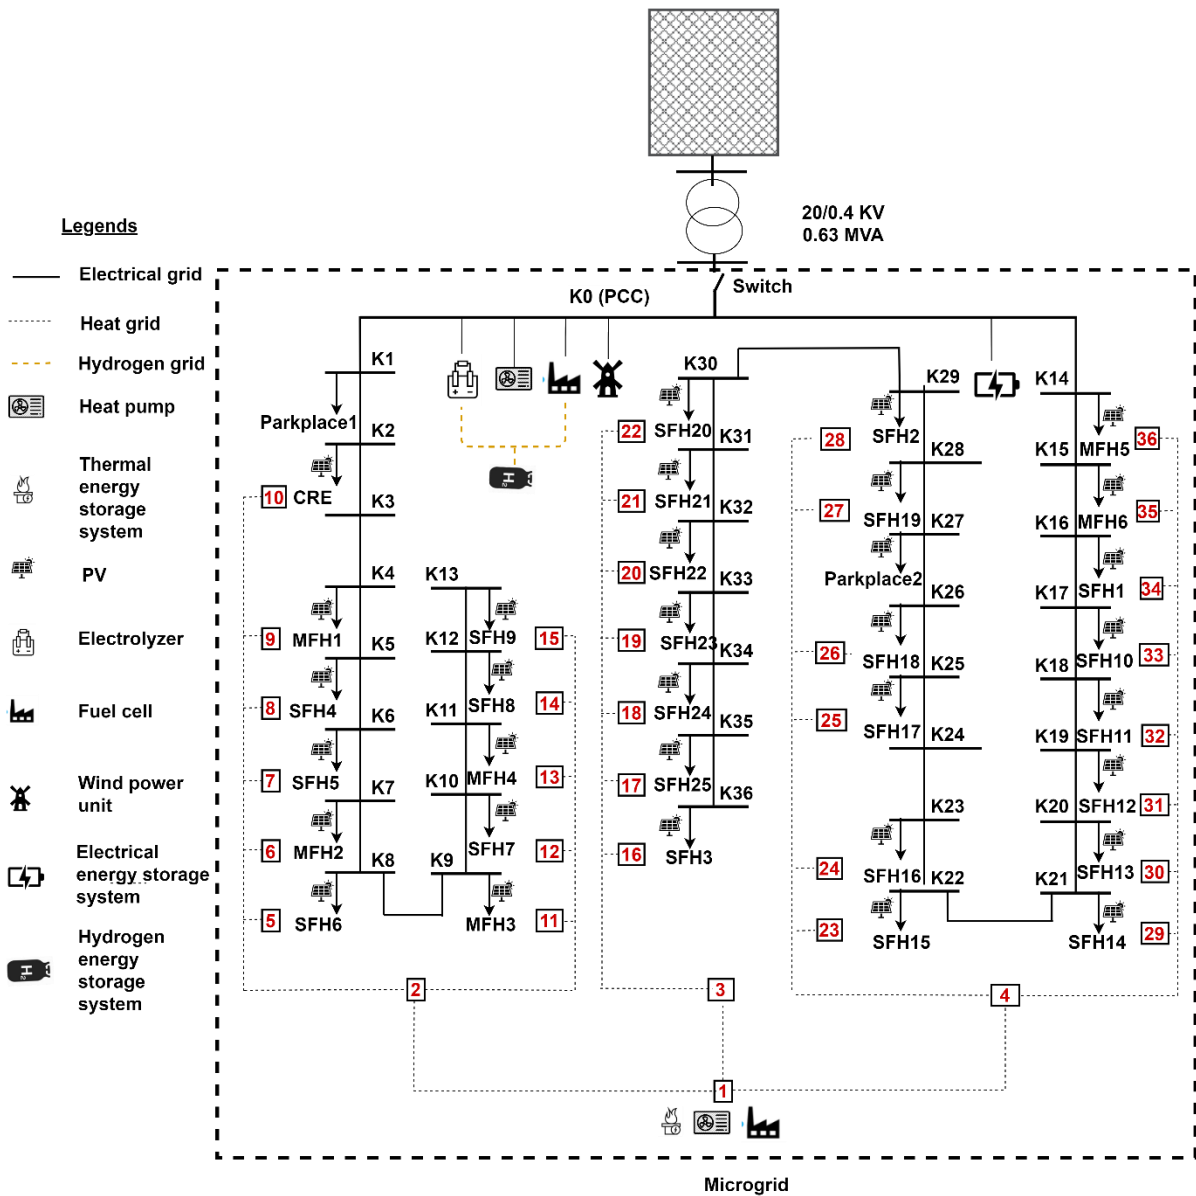 20/0.4 KV
0.63 MVA
Legends
Electrical grid
Heat grid
Hydrogen grid
Heat pump
Thermal
energy
storage
system
PV
Electrolyzer
Fuel cell
Wind power
unit
Electrical
energy storage
system
Hydrogen
energy
storage
system
Switch
K0 (PCC)
K1
Parkplace1
K2
10 CRE
K3
K4
9 MFH1
K5
8 SFH4
K6
7 SFH5
K7
6 MFH2
K8
5 SFH6
K13
SFH9 15
K12
SFH8 14
K11
MFH4 13
K10
SFH7 12
K9
MFH3 11
H2
K30
22 SFH20
K31
21 SFH21
K32
20 SFH22
K33
19 SFH23
K34
18 SFH24
K35
17 SFH25
K36
16 SFH3
K29
28 SFH2
K28
27 SFH19
K27
Parkplace2
K26
26 SFH18
K25
25 SFH17
K24
K23
24 SFH16
K22
23 SFH15
K14
MFH5 36
K15
MFH6 35
K16
SFH1 34
K17
SFH10 33
K18
SFH11 32
K19
SFH12 31
K20
SFH13 30
K21
SFH14 29
2
3
4
1
Microgrid
H2